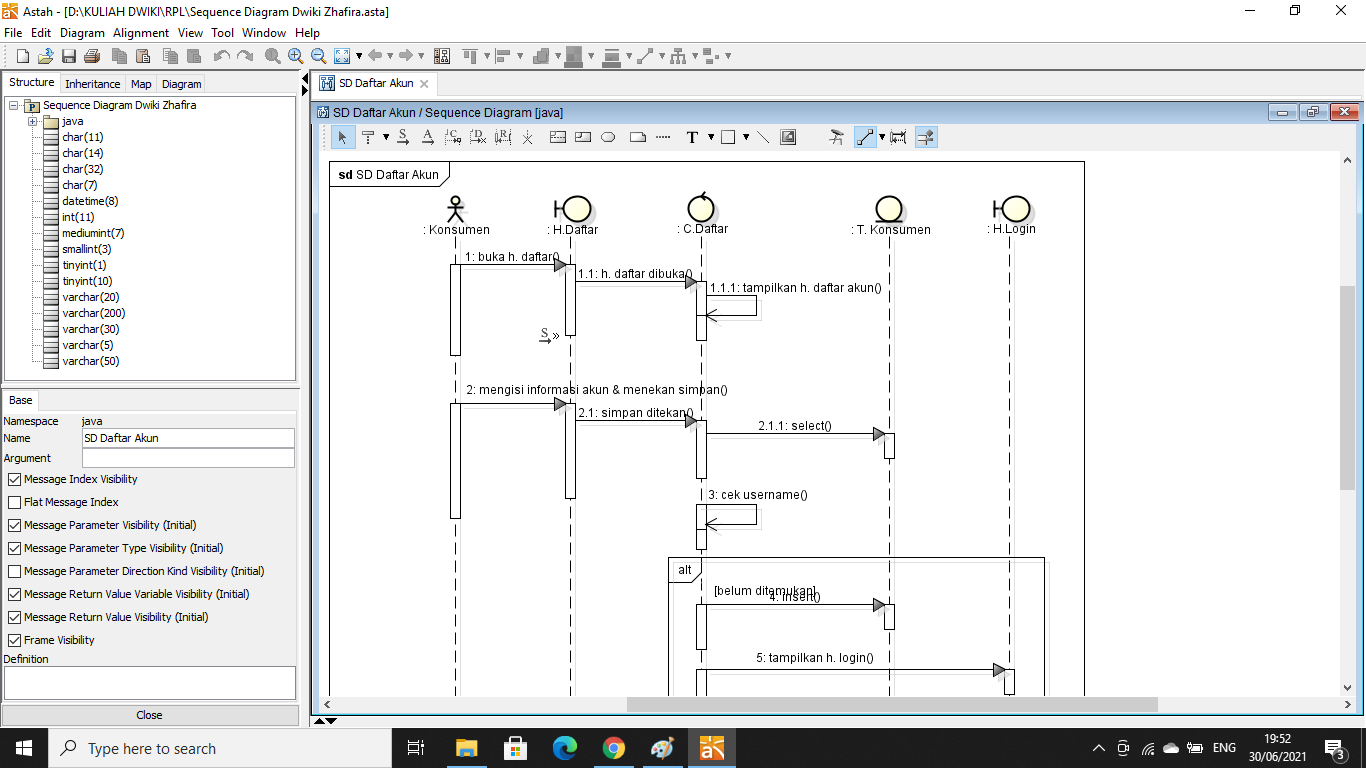 Astah - [D:\KULIAH DWIKI\RPL\Sequence Diagram Dwiki Zhafira.asta]
File Edit Diagram Alignment View Tool Window Help
Structure Inheritance Map Diagram
Sequence Diagram Dwiki Zhafira
java
char(11)
char(14)
char(32)
char(7)
datetime(8)
int(11)
mediumint(7)
smallint(3)
tinyint(1)
tinyint(10)
varchar(20)
varchar(200)
varchar(30)
varchar(5)
varchar(50)
Base
Namespace java
Name SD Daftar Akun
Argument
Message Index Visibility
Flat Message Index
Message Parameter Visibility (Initial)
Message Parameter Type Visibility (Initial)
Message Parameter Direction Kind Visibility (Initial)
Message Return Value Variable Visibility (Initial)
Message Return Value Visibility (Initial)
Frame Visibility
Definition
Close
SD Daftar Akun
SD Daftar Akun / Sequence Diagram [java]
sd SD Daftar Akun
: Konsumen : H.Daftar : C.Daftar : T. Konsumen : H.Login
1: buka h. daftar()
1.1: h. daftar dibuka()
1.1.1: tampilkan h. daftar akun()
S »
2: mengisi informasi akun & menekan simpan()
2.1: simpan ditekan()
2.1.1: select()
3: cek username()
alt
[belum ditemukan]
4: insert()
5: tampilkan h. login()
Type here to search
ENG
19:52
30/06/2021
3